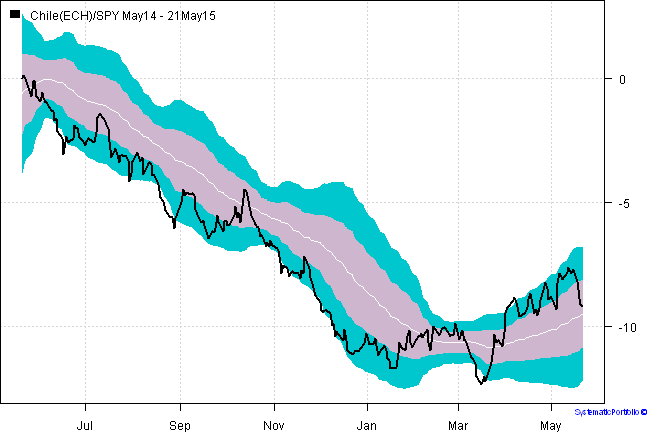 Chile(ECH)/SPY May14 - 21May15
0
-5
-10
Jul Sep Nov Jan Mar May
SystematicPortfolio ©